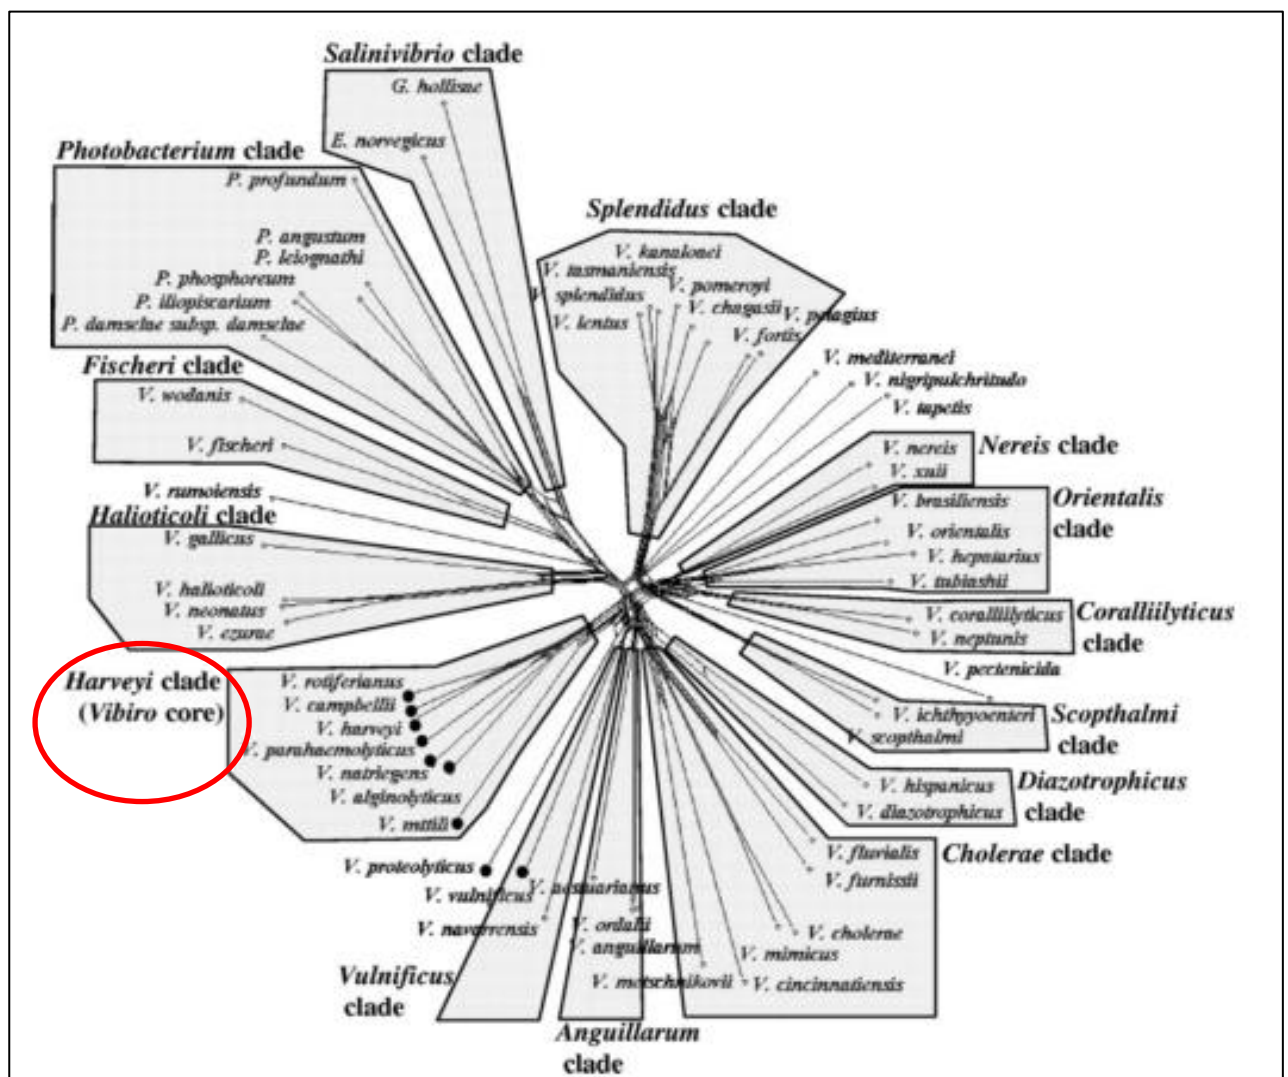 Salinivibrio clade
G. hollisae
E. norvegicus
Photobacterium clade
P. profundum
P. angustum
P. leiognathi
P. phosphoreum
P. iliopiscarium
P. damselae subsp. damselae
Fischeri clade
V. wodanis
V. fischeri
V. rumoiensis
Halioticoli clade
V. gallicus
V. halioticoli
V. neonatus
V. ezurae
Harveyi clade
(Vibiro core)
V. rotiferianus
V. campbellii
V. harveyi
V. parahaemolyticus
V. natriegens
V. alginolyticus
V. mttili
V. proteolyticus
V. vulnificus
V. navarrensis
Vulnificus
clade
V. aestuarianus
V. ordalii
V. anguillarum
Anguillarum
clade
V. metschnikovii
V. cincinnatiensis
V. mimicus
V. cholerae
V. furnissii
V. fluvialis
Cholerae clade
V. diazotrophicus
V. hispanicus
Diazotrophicus
clade
V. scopthalmi
V. ichthyoenteri
Scopthalmi
clade
V. pectenicida
V. neptunis
V. coralliilyticus
Coralliilyticus
clade
V. tubiashii
V. hepatarius
V. orientalis
V. brasiliensis
Orientalis
clade
V. xuii
V. nereis
Nereis clade
V. tapetis
V. nigripulchritudo
V. mediterranei
Splendidus clade
V. kanaloaei
V. tasmaniensis
V. pomeroyi
V. splendidus
V. chagasii
V. pelagius
V. lentus
V. fortis